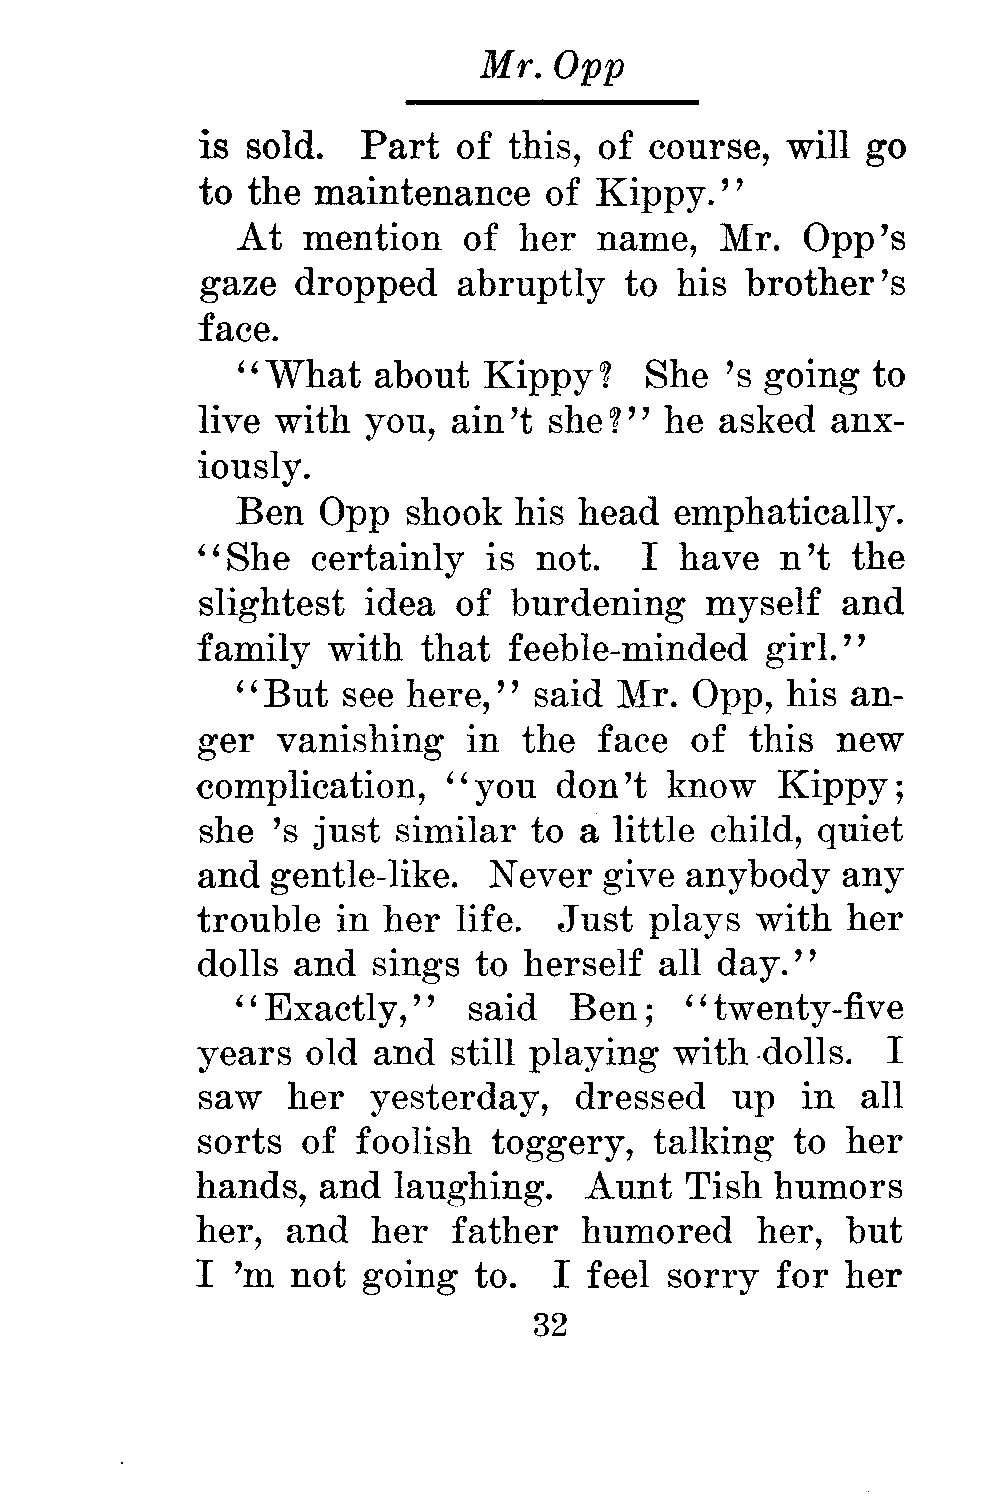 Mr. Opp
is sold. Part of this, of course, will go
to the maintenance of Kippy.''
At mention of her name, Mr. Opp's
gaze dropped abruptly to his brother's
face.
``What about Kippy? She 's going to
live with you, ain't she?'' he asked anx-
iously.
Ben Opp shook his head emphatically.
``She certainly is not. I have n't the
slightest idea of burdening myself and
family with that feeble-minded girl.''
``But see here,'' said Mr. Opp, his an-
ger vanishing in the face of this new
complication, ``you don't know Kippy;
she 's just similar to a little child, quiet
and gentle-like. Never give anybody any
trouble in her life. Just plays with her
dolls and sings to herself all day.''
``Exactly,'' said Ben; ``twenty-five
years old and still playing with dolls. I
saw her yesterday, dressed up in all
sorts of foolish toggery, talking to her
hands, and laughing. Aunt Tish humors
her, and her father humored her, but
I 'm not going to. I feel sorry for her
32